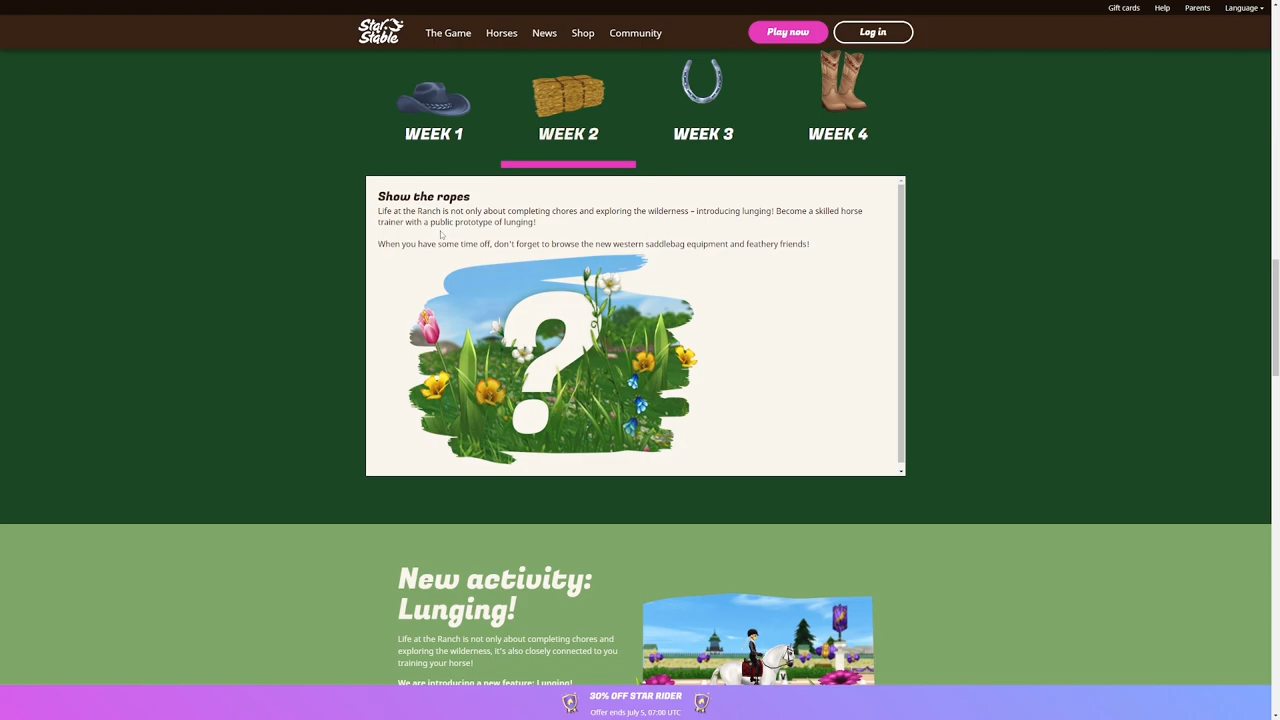 Gift cards Help Parents Language
Star Stable
The Game Horses News Shop Community Play now Log in
WEEK 1 WEEK 2 WEEK 3 WEEK 4
Show the ropes
Life at the Ranch is not only about completing chores and exploring the wilderness – introducing lunging! Become a skilled horse
trainer with a public prototype of lunging!
When you have some time off, don't forget to browse the new western saddlebag equipment and feathery friends!
?
New activity:
Lunging!
Life at the Ranch is not only about completing chores and
exploring the wilderness, it's also closely connected to you
training your horse!
We are introducing a new feature: Lunging!
30% OFF STAR RIDER
Offer ends July 5, 07:00 UTC